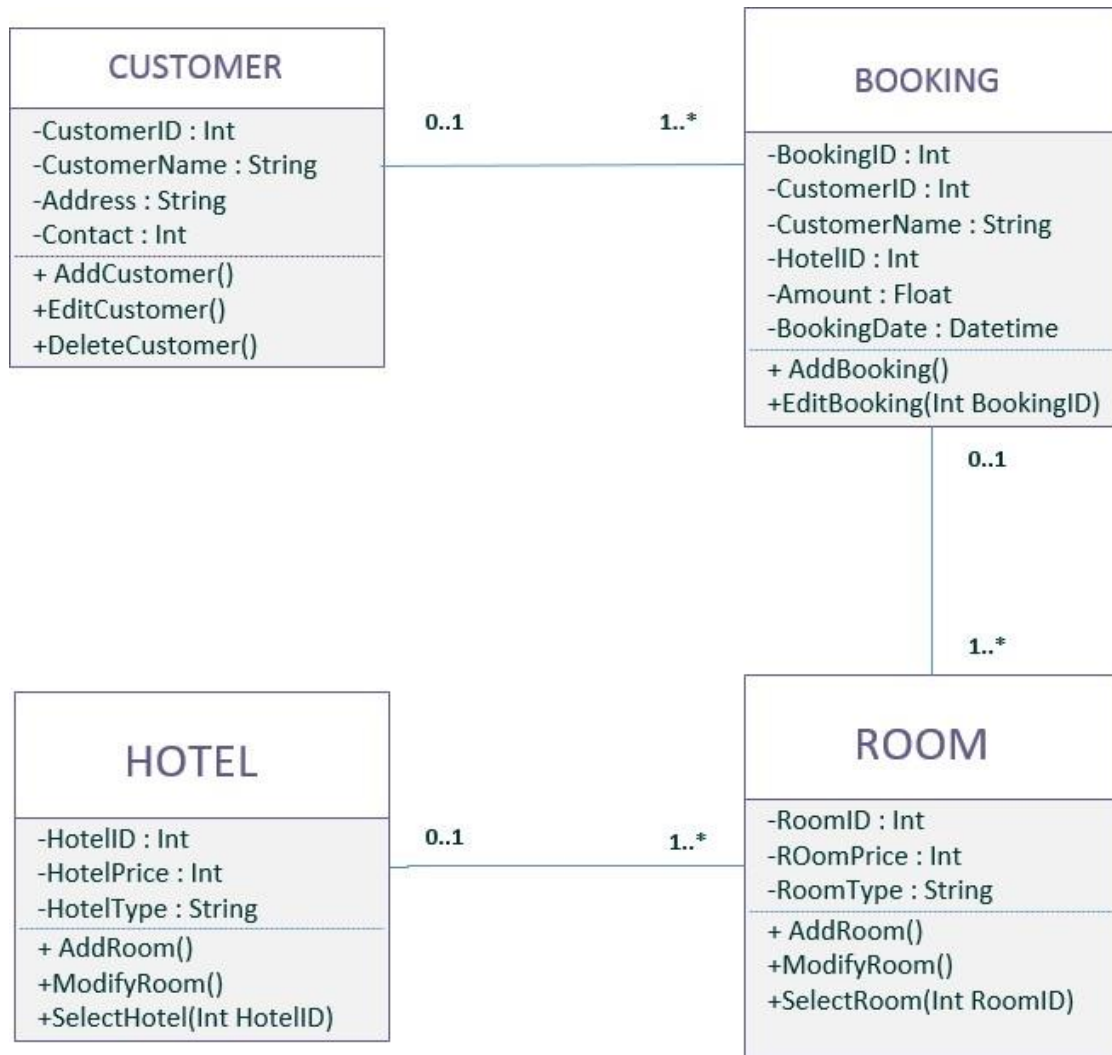 CUSTOMER
-CustomerID : Int
-CustomerName : String
-Address : String
-Contact : Int
+ AddCustomer()
+EditCustomer()
+DeleteCustomer()
0..1
1..*
BOOKING
-BookingID : Int
-CustomerID : Int
-CustomerName : String
-HotelID : Int
-Amount : Float
-BookingDate : Datetime
+ AddBooking()
+EditBooking(Int BookingID)
0..1
1..*
HOTEL
-HotelID : Int
-HotelPrice : Int
-HotelType : String
+ AddRoom()
+ModifyRoom()
+SelectHotel(Int HotelID)
0..1
1..*
ROOM
-RoomID : Int
-ROomPrice : Int
-RoomType : String
+ AddRoom()
+ModifyRoom()
+SelectRoom(Int RoomID)